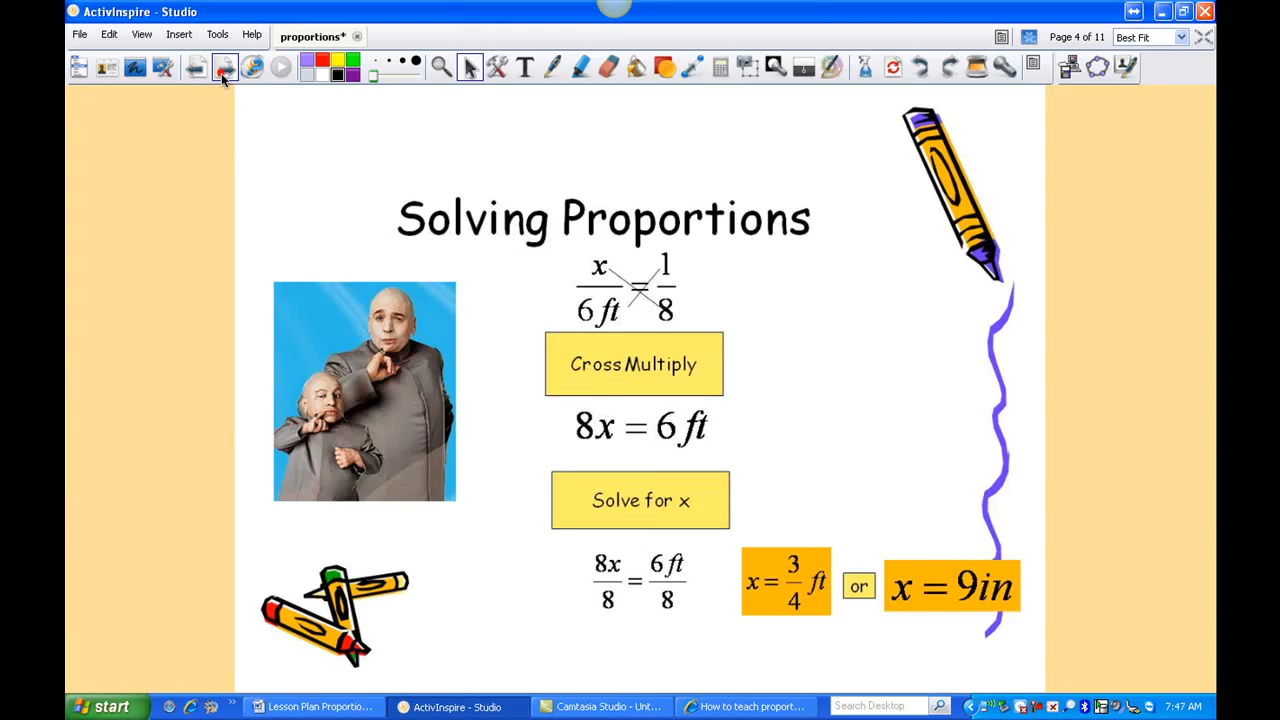 ActivInspire - Studio
File Edit View Insert Tools Help
proportions*
Page 4 of 11
Best Fit
Solving Proportions
x/6 ft = 1/8
Cross Multiply
8x = 6 ft
Solve for x
8x/8 = 6 ft/8
x = 3/4 ft
or
x = 9in
start
Lesson Plan Proportio...
ActivInspire - Studio
Camtasia Studio - Unt...
How to teach proport...
Search Desktop
7:47 AM